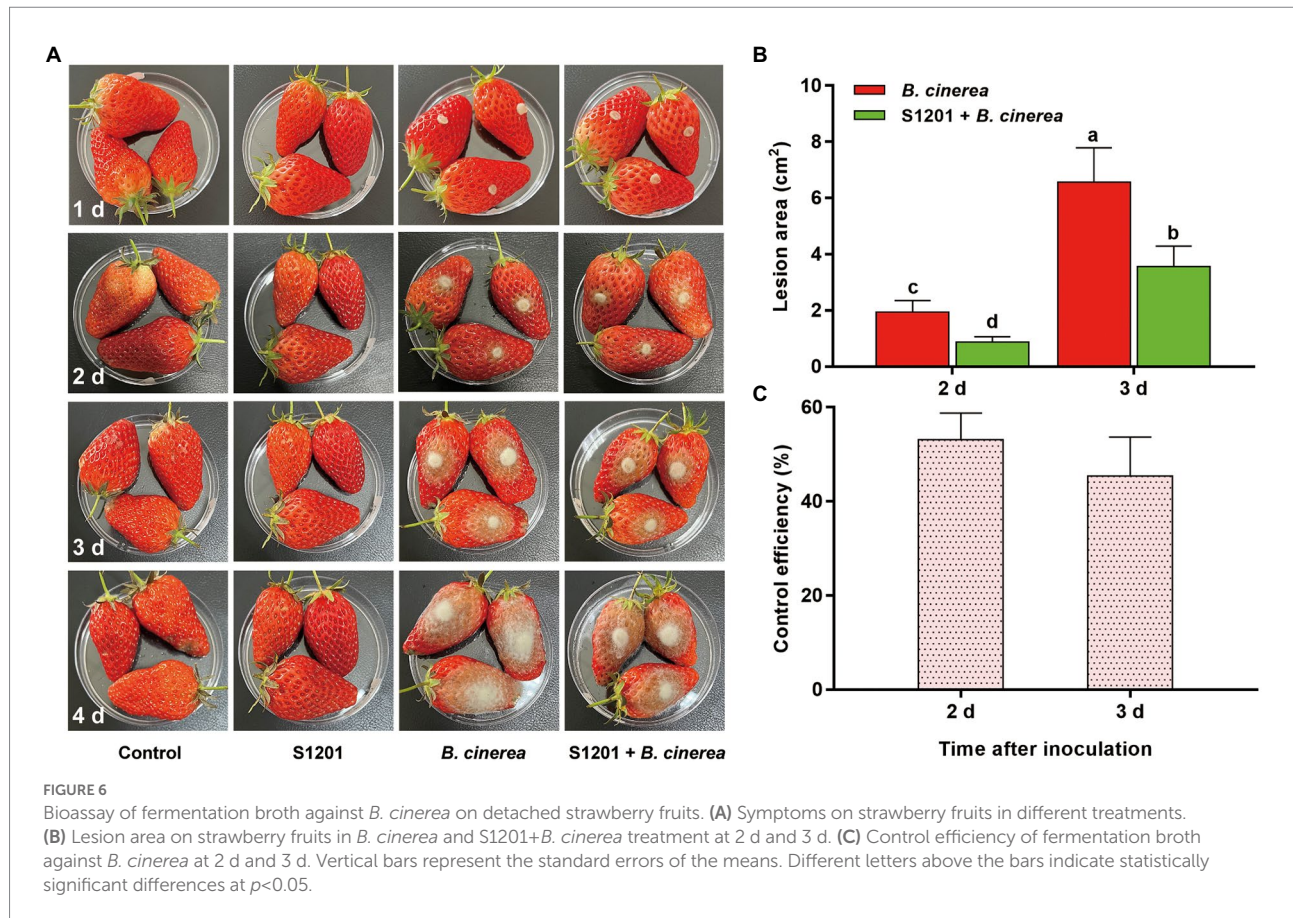 A
1 d
2 d
3 d
4 d
Control
S1201
B. cinerea
S1201 + B. cinerea
B
Lesion area (cm²)
10
8
6
4
2
0
B. cinerea
S1201 + B. cinerea
c
d
a
b
2 d
3 d
C
Control efficiency (%)
60
40
20
0
2 d
3 d
Time after inoculation
FIGURE 6
Bioassay of fermentation broth against B. cinerea on detached strawberry fruits. (A) Symptoms on strawberry fruits in different treatments.
(B) Lesion area on strawberry fruits in B. cinerea and S1201+B. cinerea treatment at 2 d and 3 d. (C) Control efficiency of fermentation broth
against B. cinerea at 2 d and 3 d. Vertical bars represent the standard errors of the means. Different letters above the bars indicate statistically
significant differences at p<0.05.